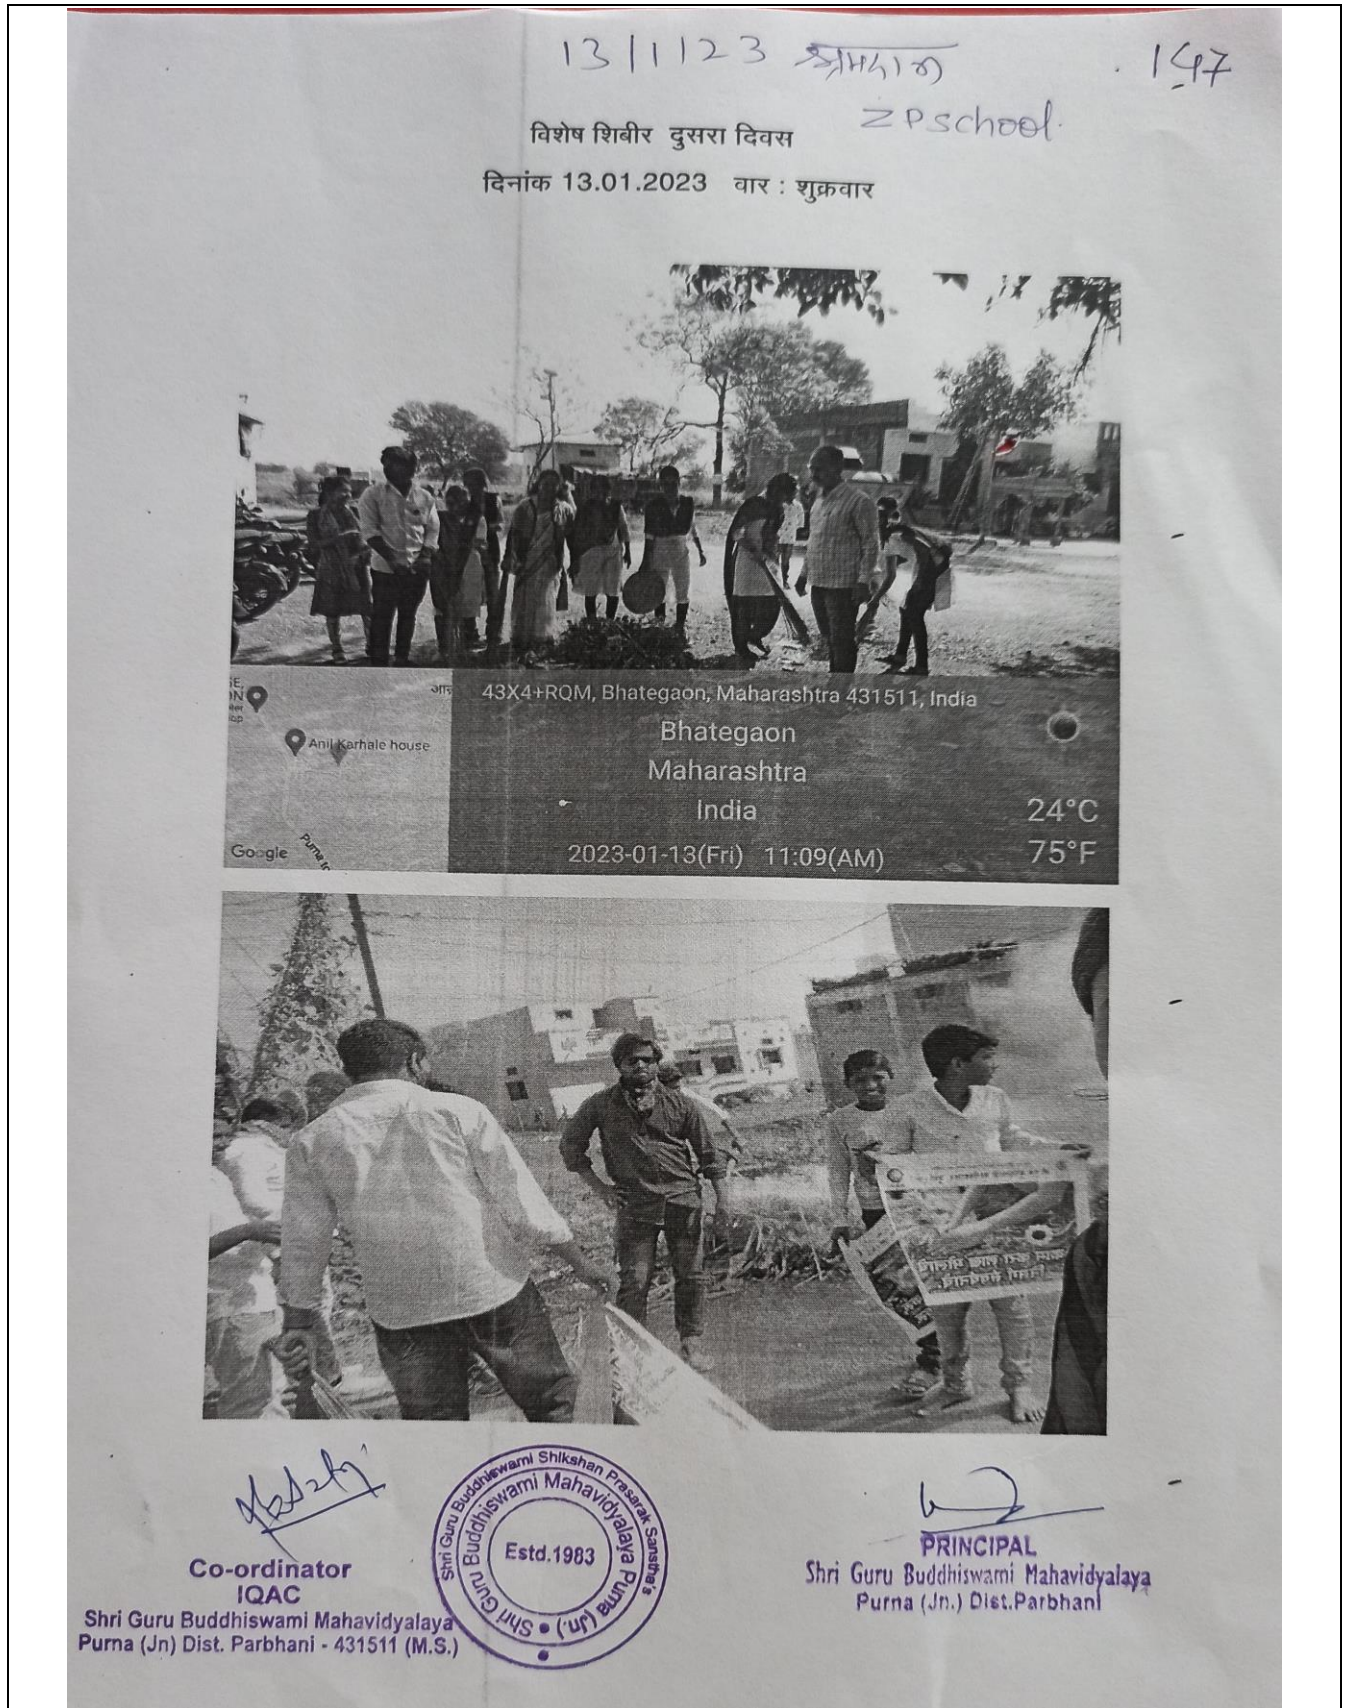 13/1/23 श्रमदान
147
ZP school.
विशेष शिबीर दुसरा दिवस
दिनांक 13.01.2023 वार : शुक्रवार
43X4+RQM, Bhategaon, Maharashtra 431511, India
Bhategaon
Maharashtra
India
24°C
2023-01-13(Fri) 11:09(AM)
75°F
Anil Karhale house
Google
Purna
Co-ordinator
IQAC
Shri Guru Buddhiswami Mahavidyalaya
Purna (Jn) Dist. Parbhani - 431511 (M.S.)
Shri Guru Buddhiswami Shikshan Prasarak Sanstha's
Shri Guru Buddhiswami Mahavidyalaya Purna (Jn.)
Estd.1983
PRINCIPAL
Shri Guru Buddhiswami Mahavidyalaya
Purna (Jn.) Dist.Parbhani